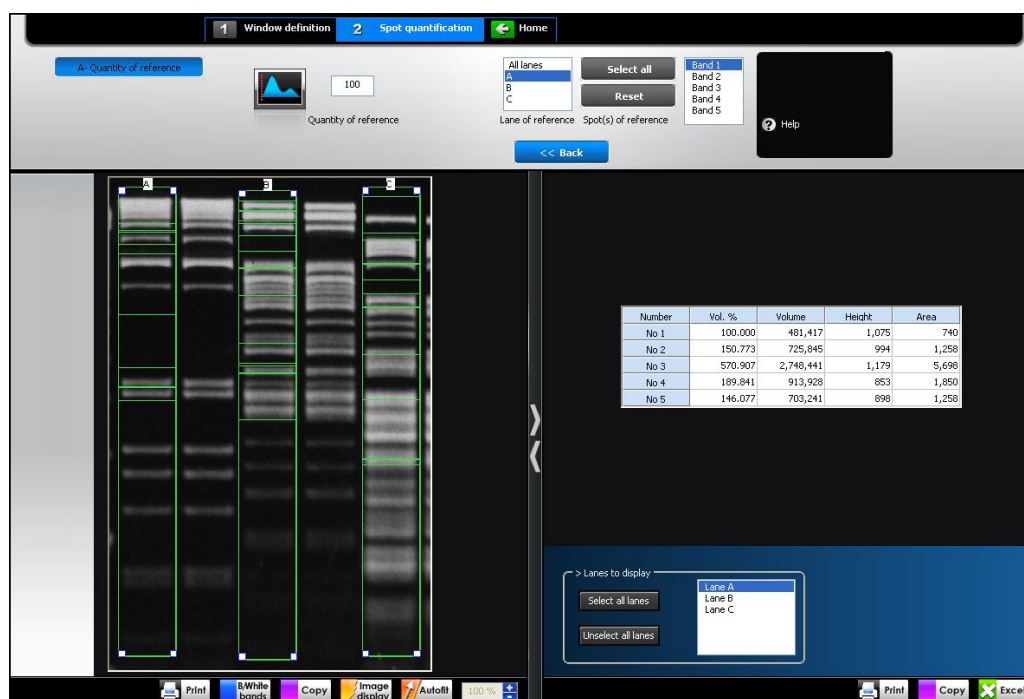 1 Window definition 2 Spot quantification Home
A- Quantity of reference
100
Quantity of reference
All lanes
A
B
C
Lane of reference
Select all
Reset
Spot(s) of reference
Band 1
Band 2
Band 3
Band 4
Band 5
? Help
<< Back
A B C
Number Vol. % Volume Height Area
No 1 100.000 481,417 1,075 740
No 2 150.773 725,845 994 1,258
No 3 570.907 2,748,441 1,179 5,698
No 4 189.841 913,928 853 1,850
No 5 146.077 703,241 898 1,258
> Lanes to display
Select all lanes
Unselect all lanes
Lane A
Lane B
Lane C
Print B/White bands Copy Image display Autofit 100 %
Print Copy Exce